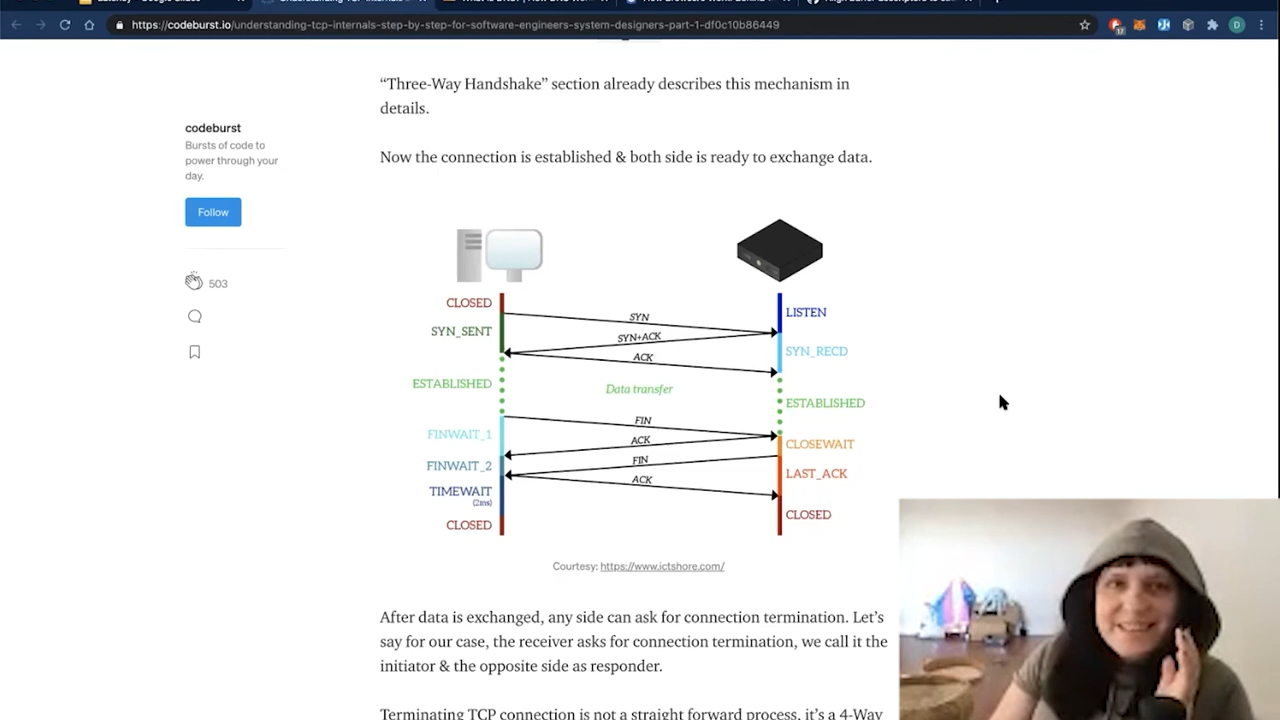 https://codeburst.io/understanding-tcp-internals-step-by-step-for-software-engineers-system-designers-part-1-df0c10b86449
17
D
“Three-Way Handshake” section already describes this mechanism in
details.
codeburst
Bursts of code to
power through your
day.
Follow
503
Now the connection is established & both side is ready to exchange data.
CLOSED
SYN
LISTEN
SYN_SENT
SYN+ACK
SYN_RECD
ACK
ESTABLISHED
Data transfer
ESTABLISHED
FIN
FINWAIT_1
ACK
CLOSEWAIT
FINWAIT_2
FIN
LAST_ACK
ACK
TIMEWAIT
(2ms)
CLOSED
CLOSED
Courtesy: https://www.ictshore.com/
After data is exchanged, any side can ask for connection termination. Let’s
say for our case, the receiver asks for connection termination, we call it the
initiator & the opposite side as responder.
Terminating TCP connection is not a straight forward process, it’s a 4-Way